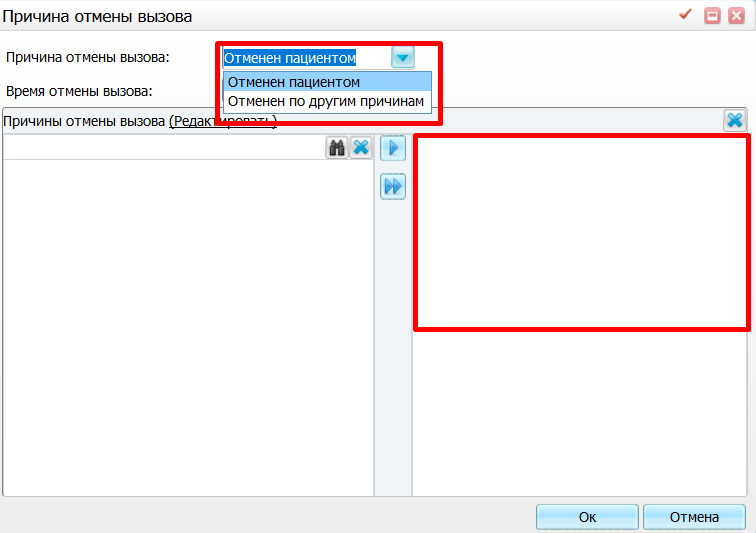 Причина отмены вызова
Причина отмены вызова:
Отменен пациентом
Отменен пациентом
Время отмены вызова:
Отменен по другим причинам
Причины отмены вызова (Редактировать)
Ок
Отмена